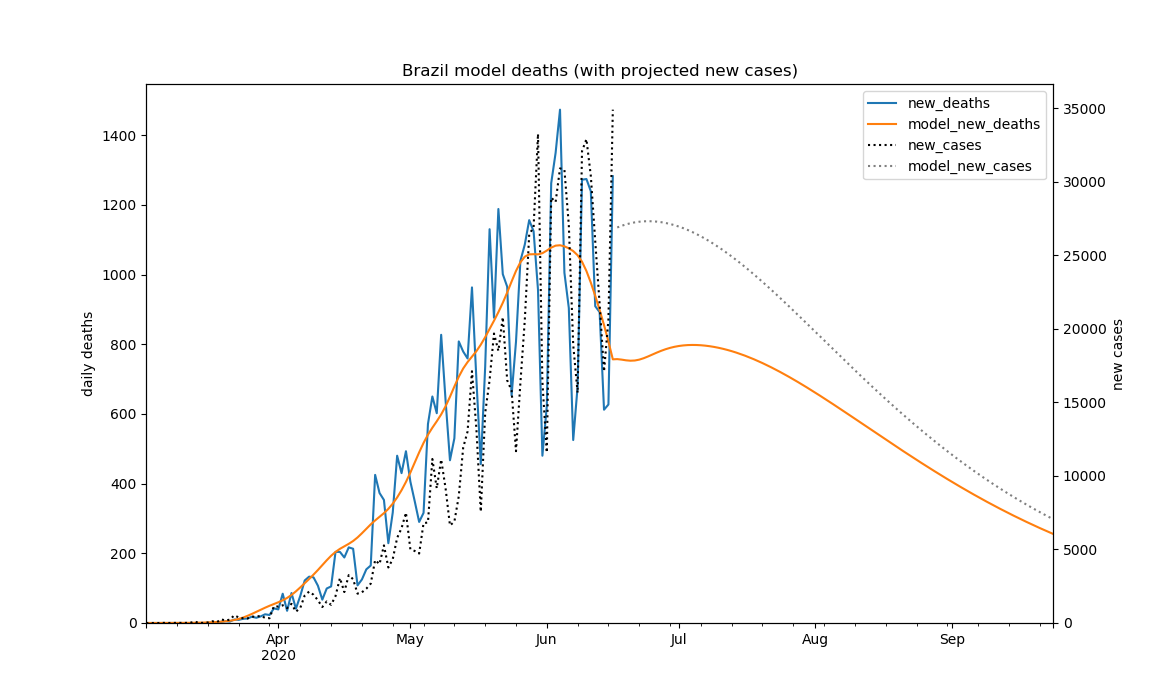 Brazil model deaths (with projected new cases)
new_deaths
model_new_deaths
new_cases
model_new_cases
daily deaths
1400
1200
1000
800
600
400
200
0
35000
30000
25000
20000
15000
10000
5000
0
new cases
Apr
2020
May
Jun
Jul
Aug
Sep